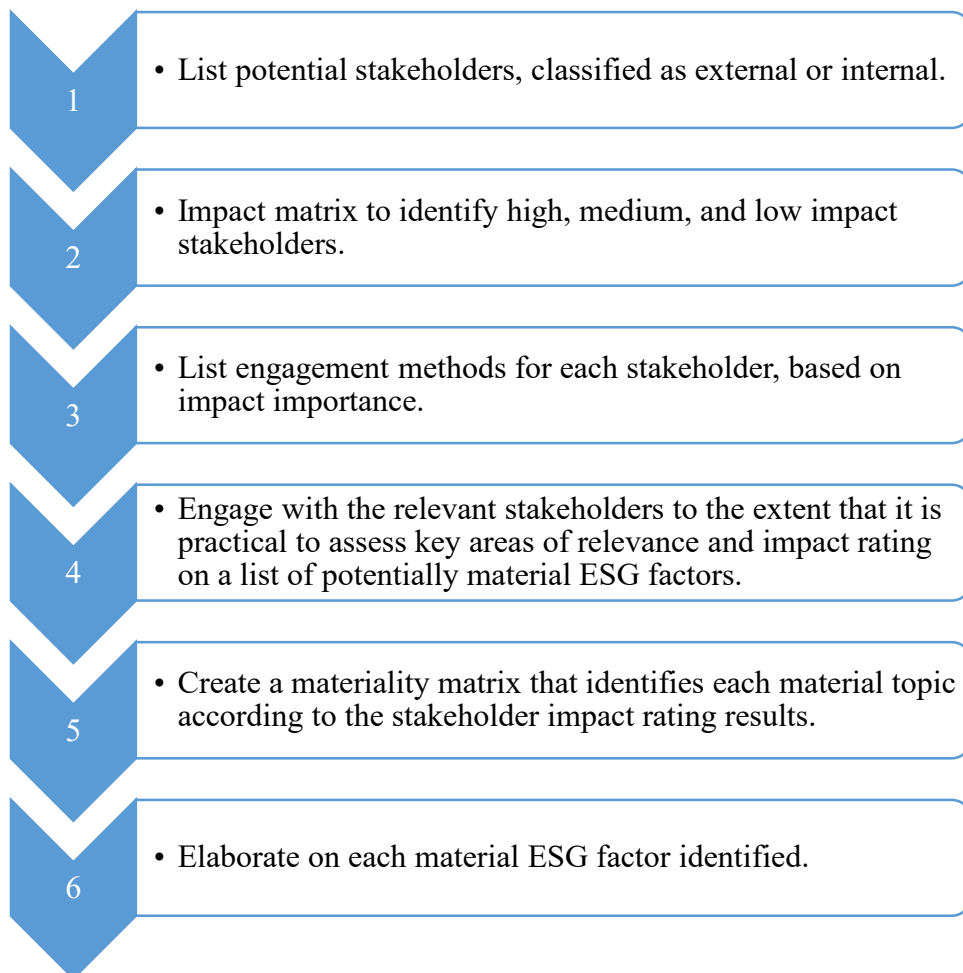 1
• List potential stakeholders, classified as external or internal.
2
• Impact matrix to identify high, medium, and low impact
stakeholders.
3
• List engagement methods for each stakeholder, based on
impact importance.
4
• Engage with the relevant stakeholders to the extent that it is
practical to assess key areas of relevance and impact rating
on a list of potentially material ESG factors.
5
• Create a materiality matrix that identifies each material topic
according to the stakeholder impact rating results.
6
• Elaborate on each material ESG factor identified.